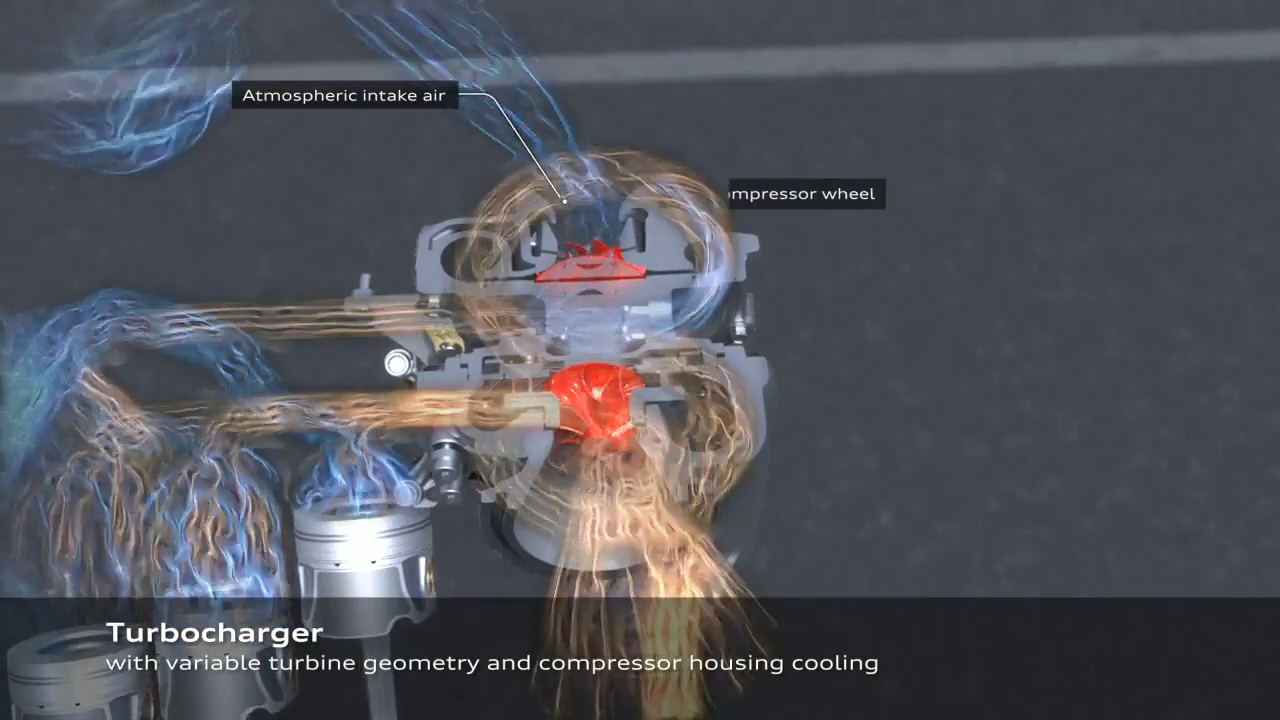 Atmospheric intake air
ompressor wheel
Turbocharger
with variable turbine geometry and compressor housing cooling